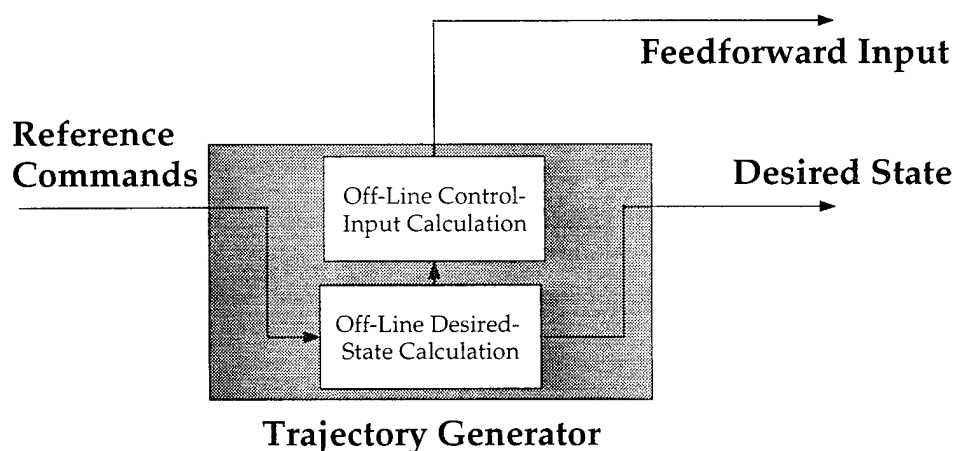 Feedforward Input
Reference
Commands
Desired State
Off-Line Control-
Input Calculation
Off-Line Desired-
State Calculation
Trajectory Generator